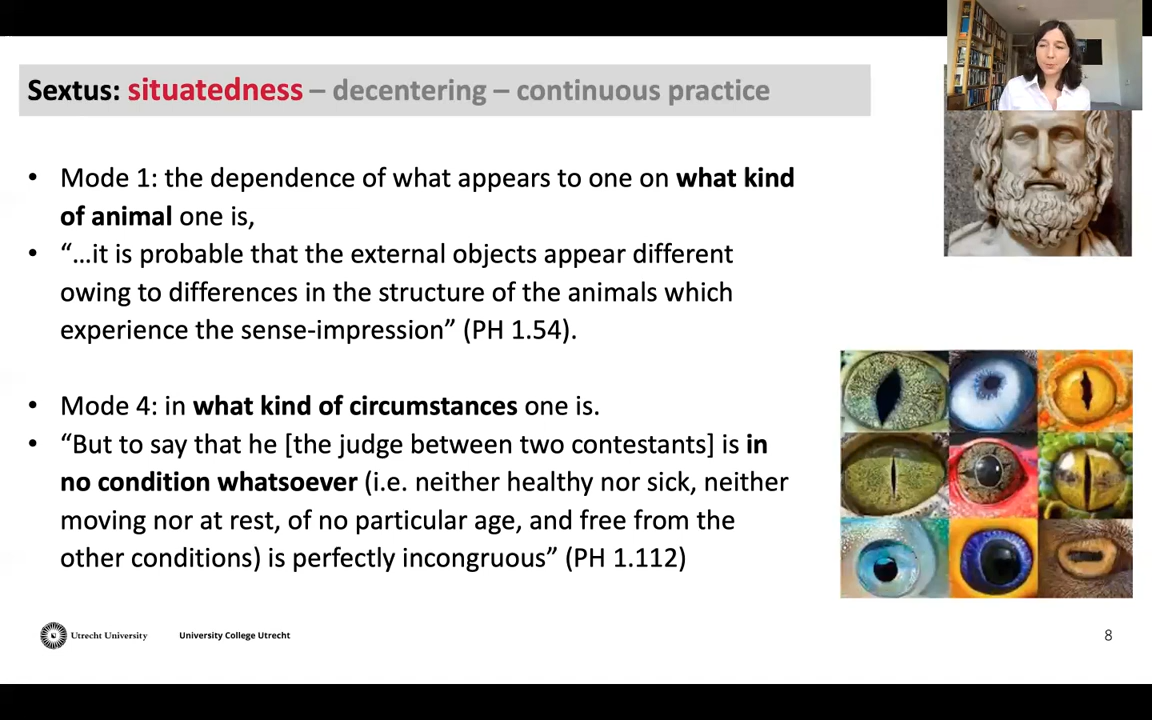 Sextus: situatedness – decentering – continuous practice
• Mode 1: the dependence of what appears to one on what kind
of animal one is,
• “…it is probable that the external objects appear different
owing to differences in the structure of the animals which
experience the sense-impression” (PH 1.54).
• Mode 4: in what kind of circumstances one is.
• “But to say that he [the judge between two contestants] is in
no condition whatsoever (i.e. neither healthy nor sick, neither
moving nor at rest, of no particular age, and free from the
other conditions) is perfectly incongruous” (PH 1.112)
Utrecht University University College Utrecht 8